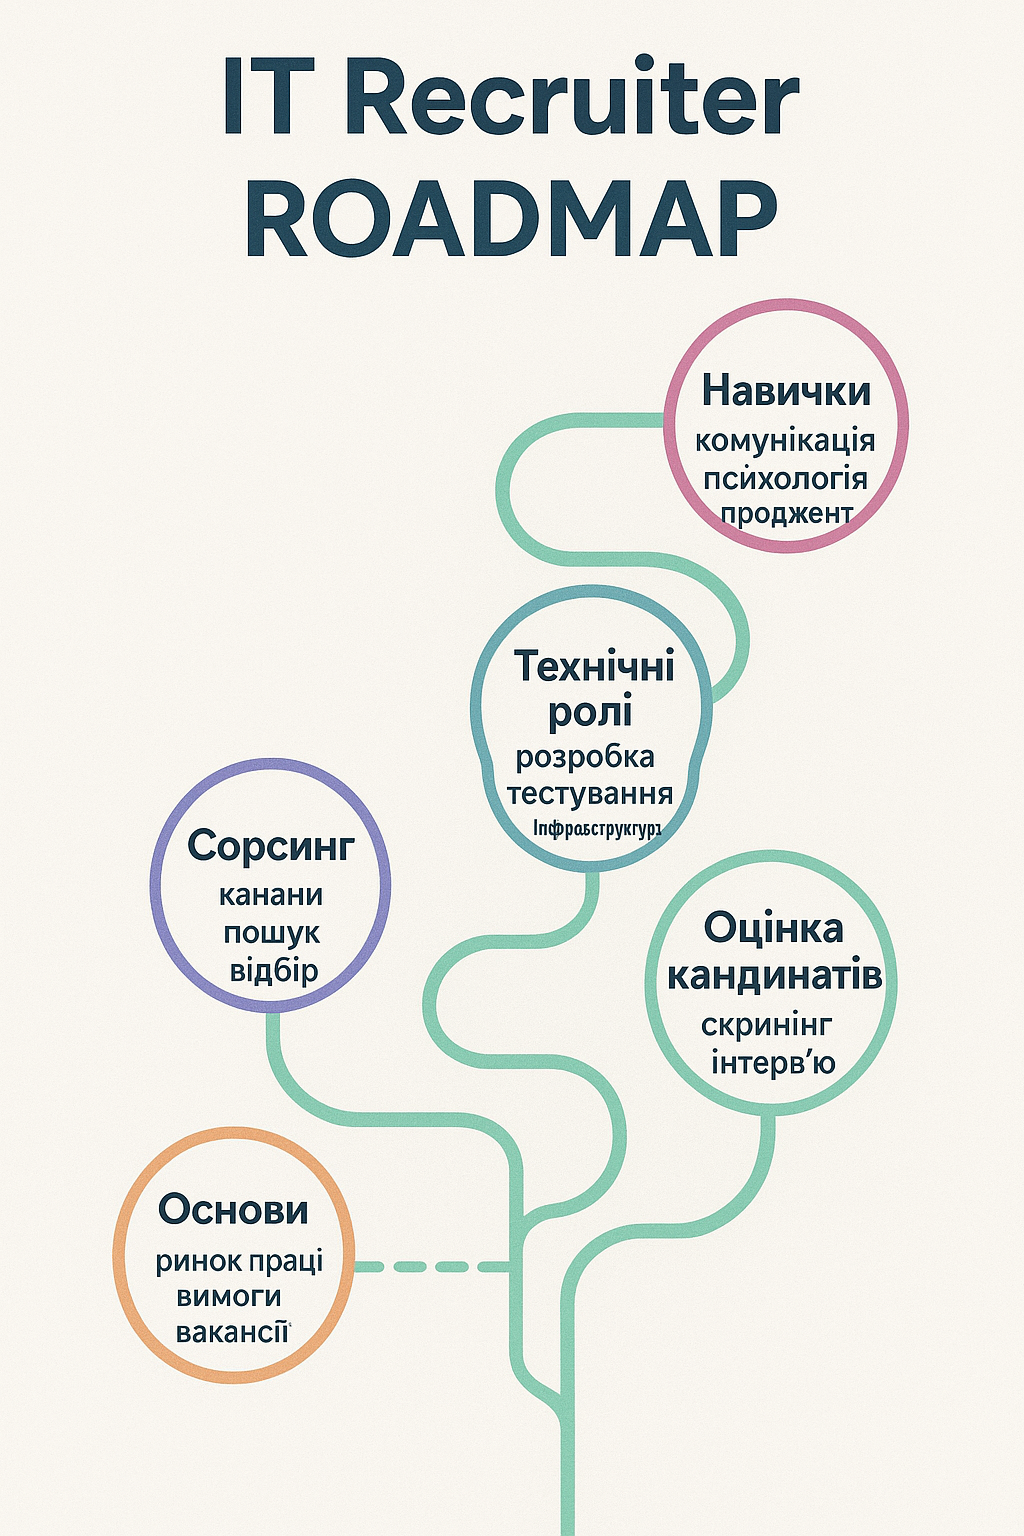 IT Recruiter
ROADMAP
Навички
комунікація
психологія
проджент
Технічні
ролі
розробка
тестування
Сорсинг
канани
пошук
відбір
Оцінка
кандинатів
скринінг
інтерв’ю
Основи
ринок праці
вимоги
вакансії